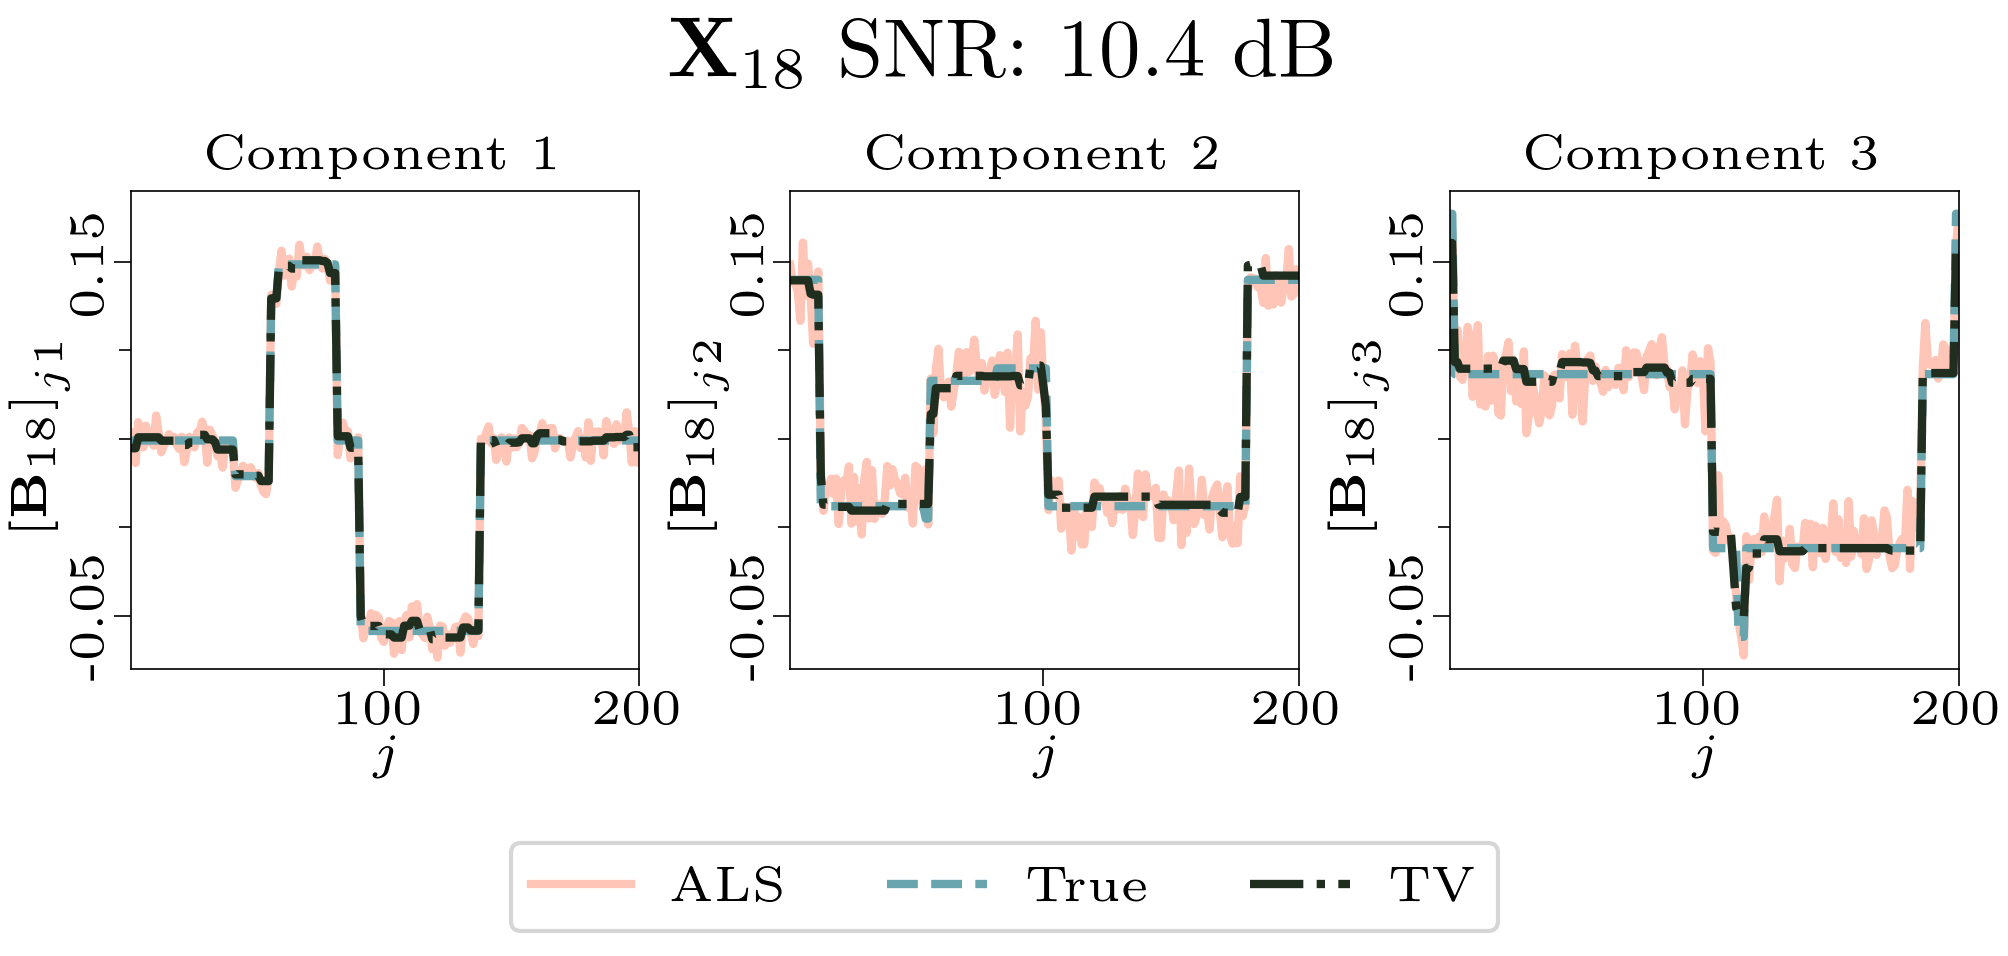 X18 SNR: 10.4 dB
Component 1
Component 2
Component 3
[B18]j1
0.15
-0.05
100
200
j
[B18]j2
0.15
-0.05
100
200
j
[B18]j3
0.15
-0.05
100
200
j
ALS
True
TV